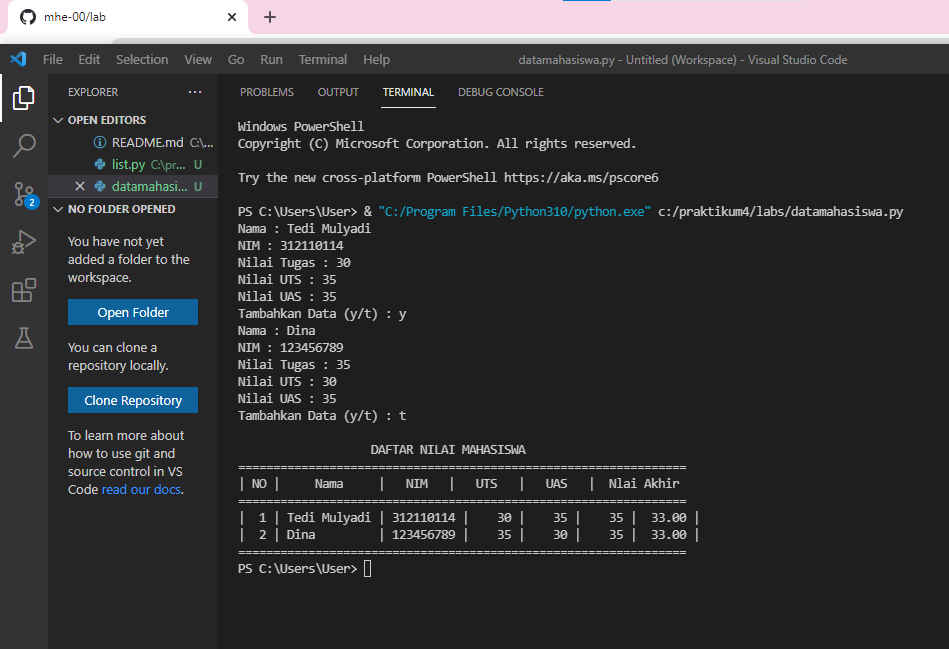 mhe-00/lab
File Edit Selection View Go Run Terminal Help
datamahasiswa.py - Untitled (Workspace) - Visual Studio Code
EXPLORER ...
OPEN EDITORS
README.md C:\...
list.py C:\pr... U
datamahasi... U
2
NO FOLDER OPENED
You have not yet
added a folder to the
workspace.
Open Folder
You can clone a
repository locally.
Clone Repository
To learn more about
how to use git and
source control in VS
Code read our docs.
PROBLEMS OUTPUT TERMINAL DEBUG CONSOLE
Windows PowerShell
Copyright (C) Microsoft Corporation. All rights reserved.
Try the new cross-platform PowerShell https://aka.ms/pscore6
PS C:\Users\User> & "C:/Program Files/Python310/python.exe" c:/praktikum4/labs/datamahasiswa.py
Nama : Tedi Mulyadi
NIM : 312110114
Nilai Tugas : 30
Nilai UTS : 35
Nilai UAS : 35
Tambahkan Data (y/t) : y
Nama : Dina
NIM : 123456789
Nilai Tugas : 35
Nilai UTS : 30
Nilai UAS : 35
Tambahkan Data (y/t) : t
DAFTAR NILAI MAHASISWA
================================================================
| NO |     Nama     |   NIM   |   UTS   |   UAS   |  Nlai Akhir
================================================================
|  1 | Tedi Mulyadi | 312110114 |    30 |    35 |    35 |  33.00 |
|  2 | Dina         | 123456789 |    35 |    30 |    35 |  33.00 |
================================================================
PS C:\Users\User>